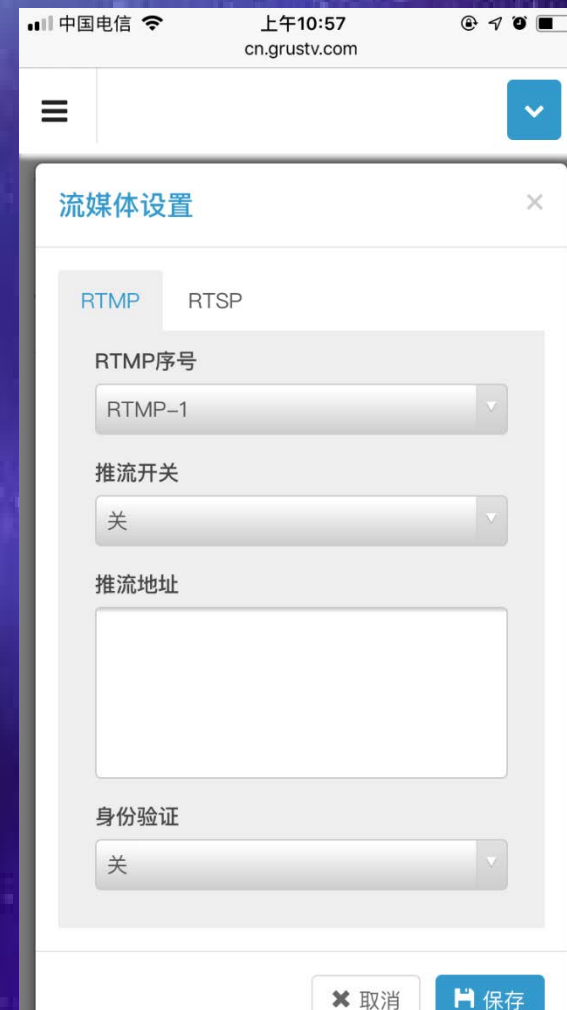 中国电信
上午10:57
cn.grustv.com
流媒体设置
RTMP
RTSP
RTMP序号
RTMP-1
推流开关
关
推流地址
身份验证
关
取消
保存